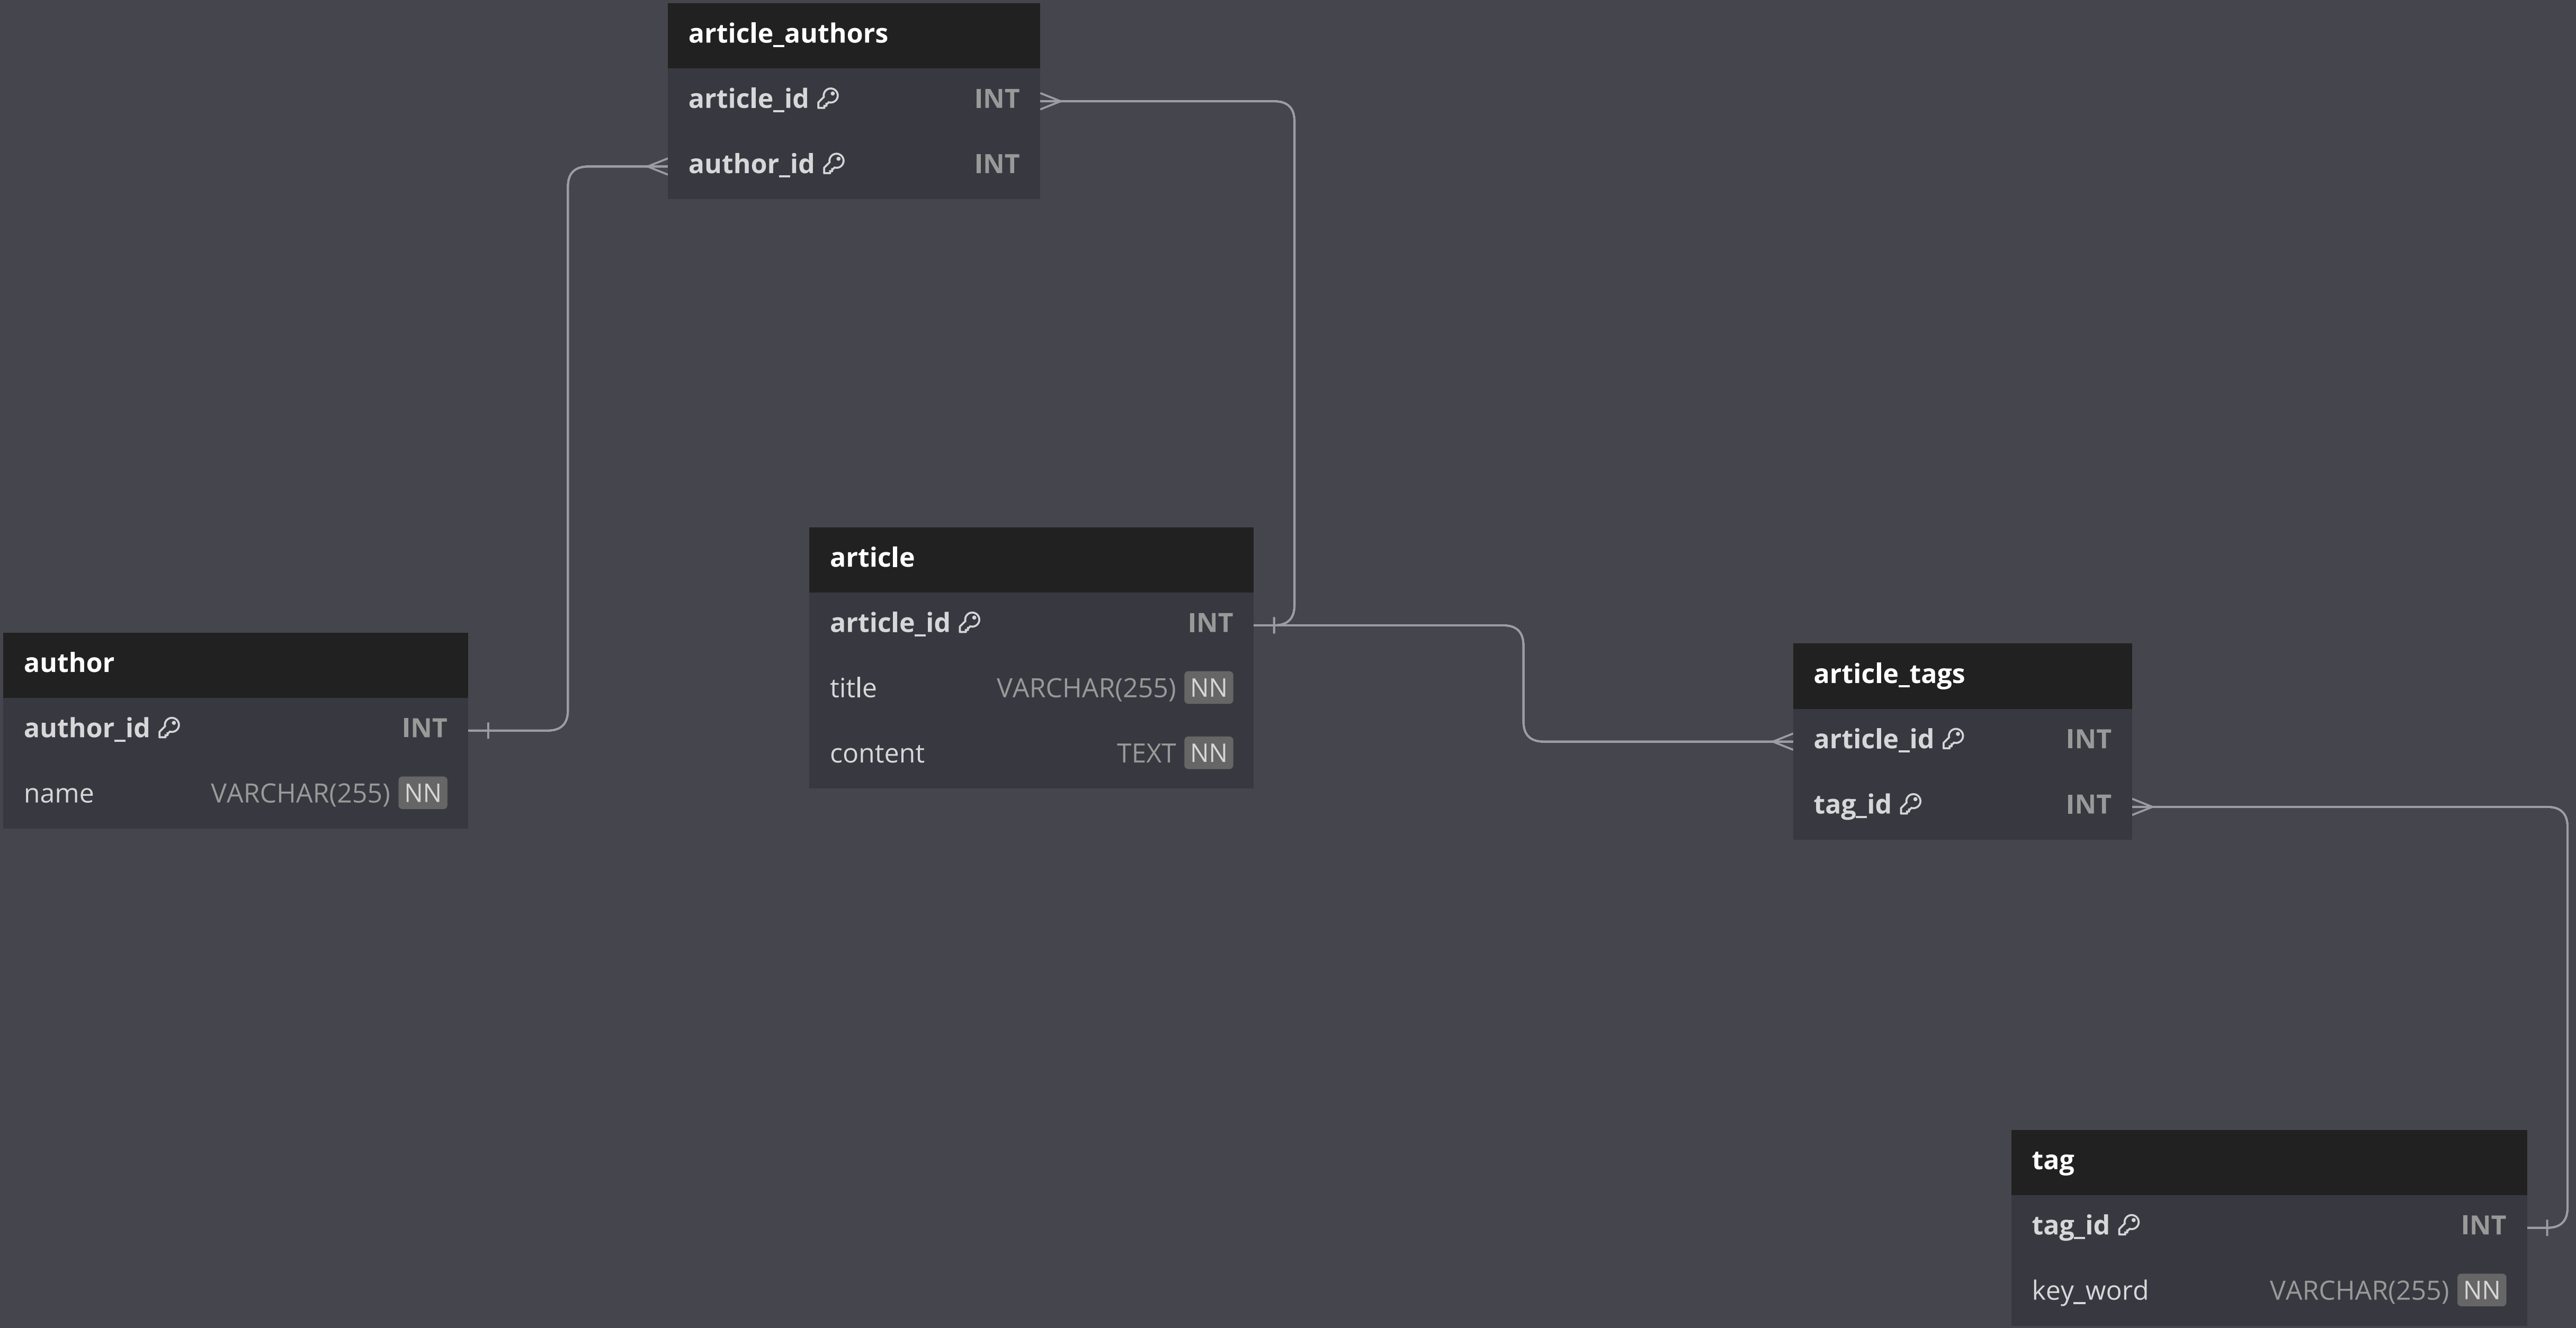 article_authors
article_id INT
author_id INT
article
article_id INT
title VARCHAR(255) NN
content TEXT NN
author
author_id INT
name VARCHAR(255) NN
article_tags
article_id INT
tag_id INT
tag
tag_id INT
key_word VARCHAR(255) NN